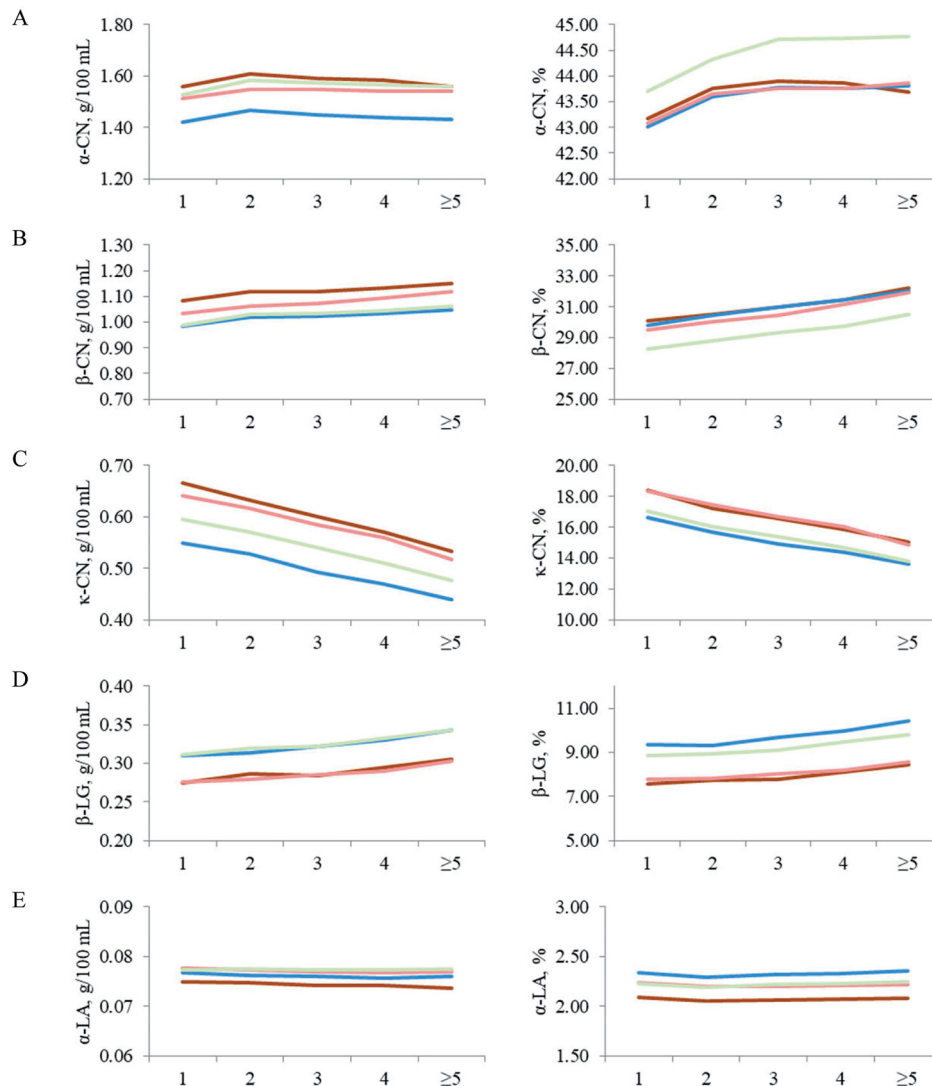 A
α-CN, g/100 mL
1.80
1.60
1.40
1.20
1 2 3 4 ≥5
α-CN, %
45.00
44.50
44.00
43.50
43.00
42.50
42.00
1 2 3 4 ≥5
B
β-CN, g/100 mL
1.30
1.20
1.10
1.00
0.90
0.80
0.70
1 2 3 4 ≥5
β-CN, %
35.00
33.00
31.00
29.00
27.00
25.00
1 2 3 4 ≥5
C
κ-CN, g/100 mL
0.70
0.60
0.50
0.40
1 2 3 4 ≥5
κ-CN, %
20.00
18.00
16.00
14.00
12.00
10.00
1 2 3 4 ≥5
D
β-LG, g/100 mL
0.40
0.35
0.30
0.25
0.20
1 2 3 4 ≥5
β-LG, %
11.00
9.00
7.00
5.00
1 2 3 4 ≥5
E
α-LA, g/100 mL
0.09
0.08
0.07
0.06
1 2 3 4 ≥5
α-LA, %
3.00
2.50
2.00
1.50
1 2 3 4 ≥5